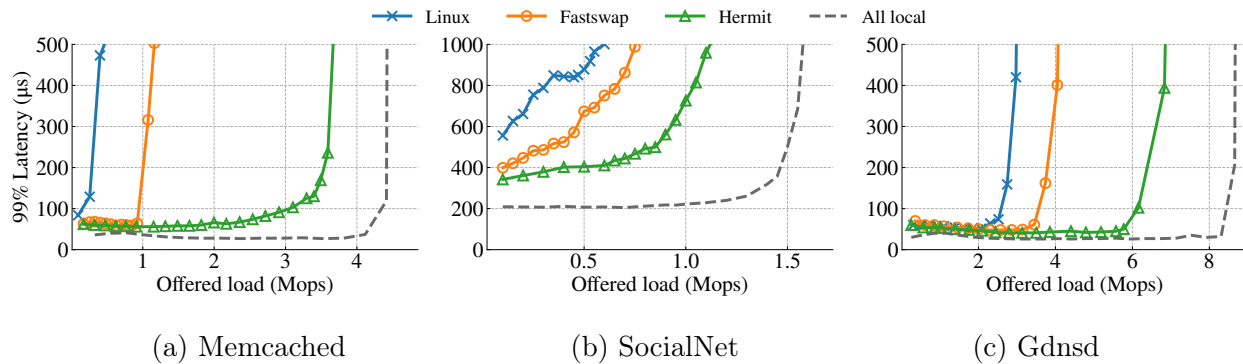 Linux Fastswap Hermit All local
99% Latency (μs)
500
400
300
200
100
0
1 2 3 4
Offered load (Mops)
(a) Memcached
1000
800
600
400
200
0
0.5 1.0 1.5
Offered load (Mops)
(b) SocialNet
500
400
300
200
100
0
2 4 6 8
Offered load (Mops)
(c) Gdnsd